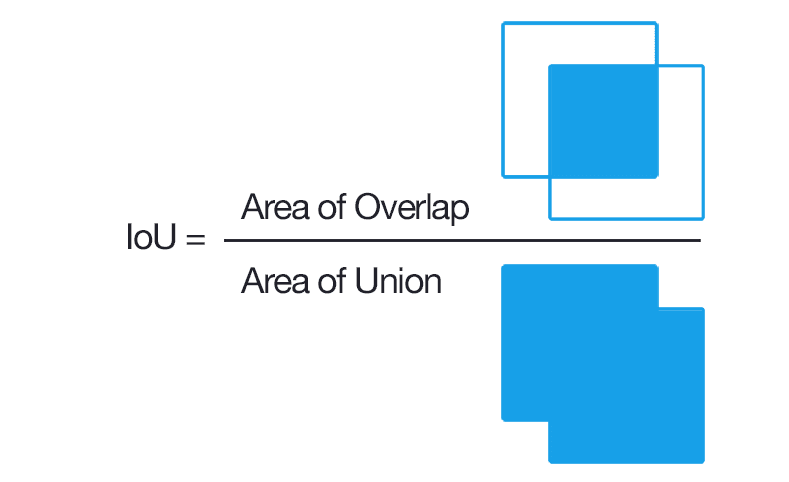 Area of Overlap
IoU =
Area of Union